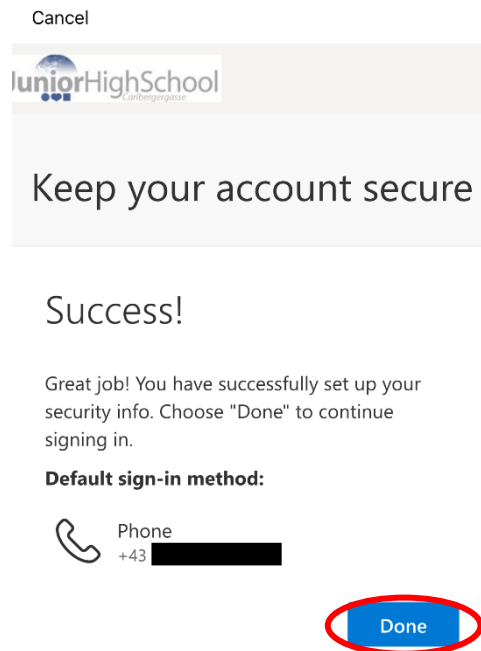 Cancel
JuniorHighSchool
Carlbergergasse
Keep your account secure
Success!
Great job! You have successfully set up your
security info. Choose "Done" to continue
signing in.
Default sign-in method:
Phone
+43
Done